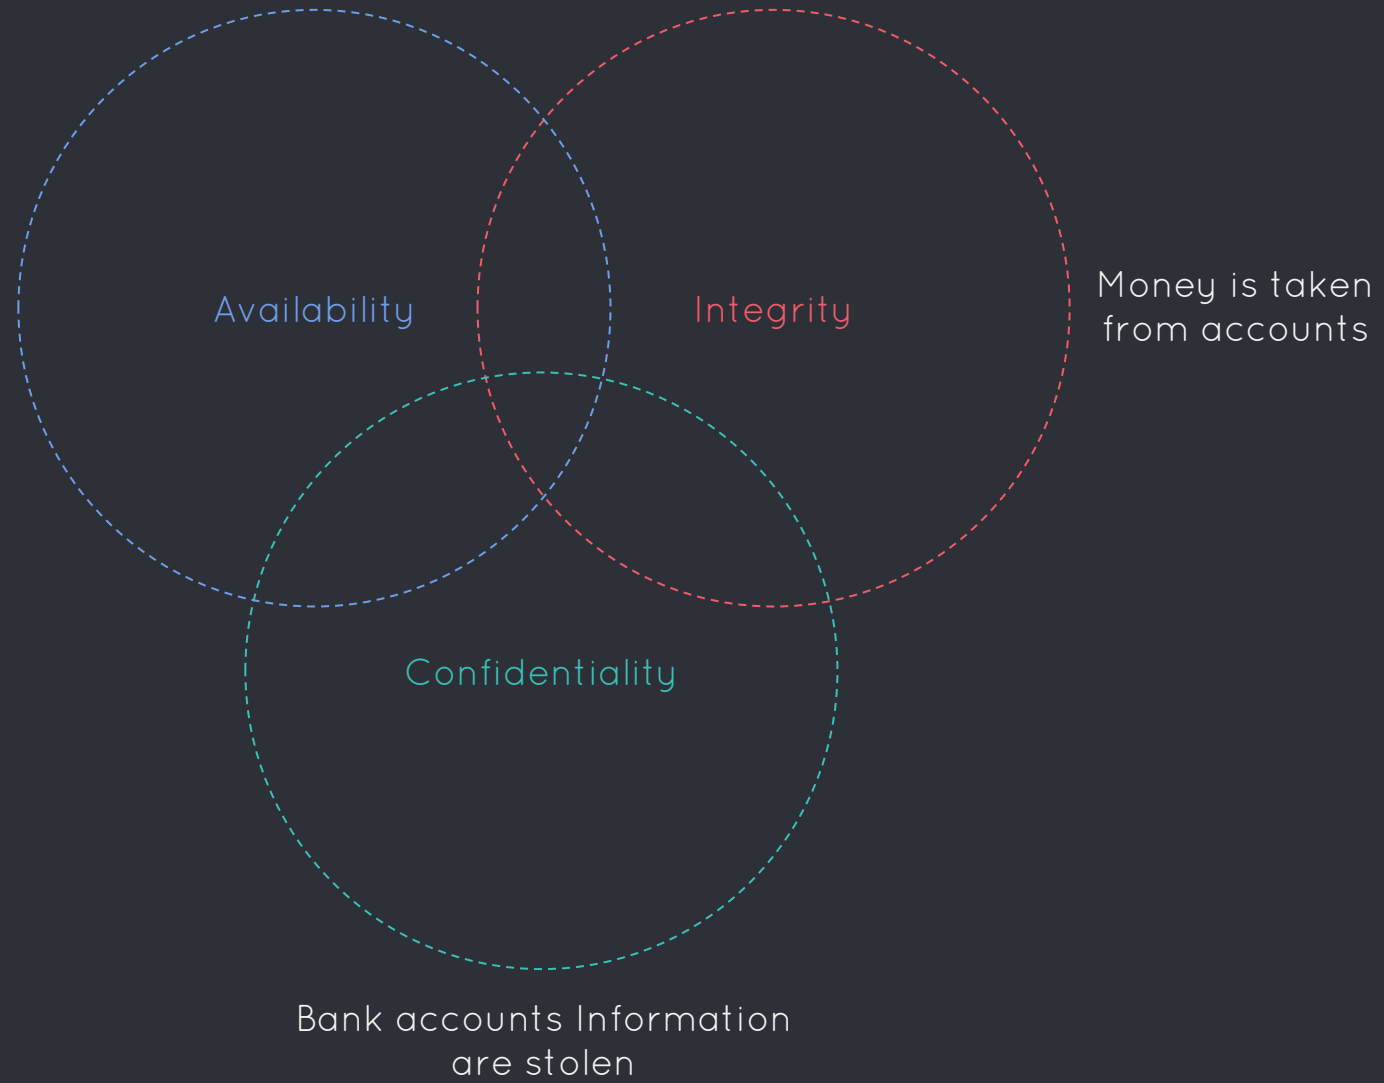 Availability
Integrity
Money is taken
from accounts
Confidentiality
Bank accounts Information
are stolen